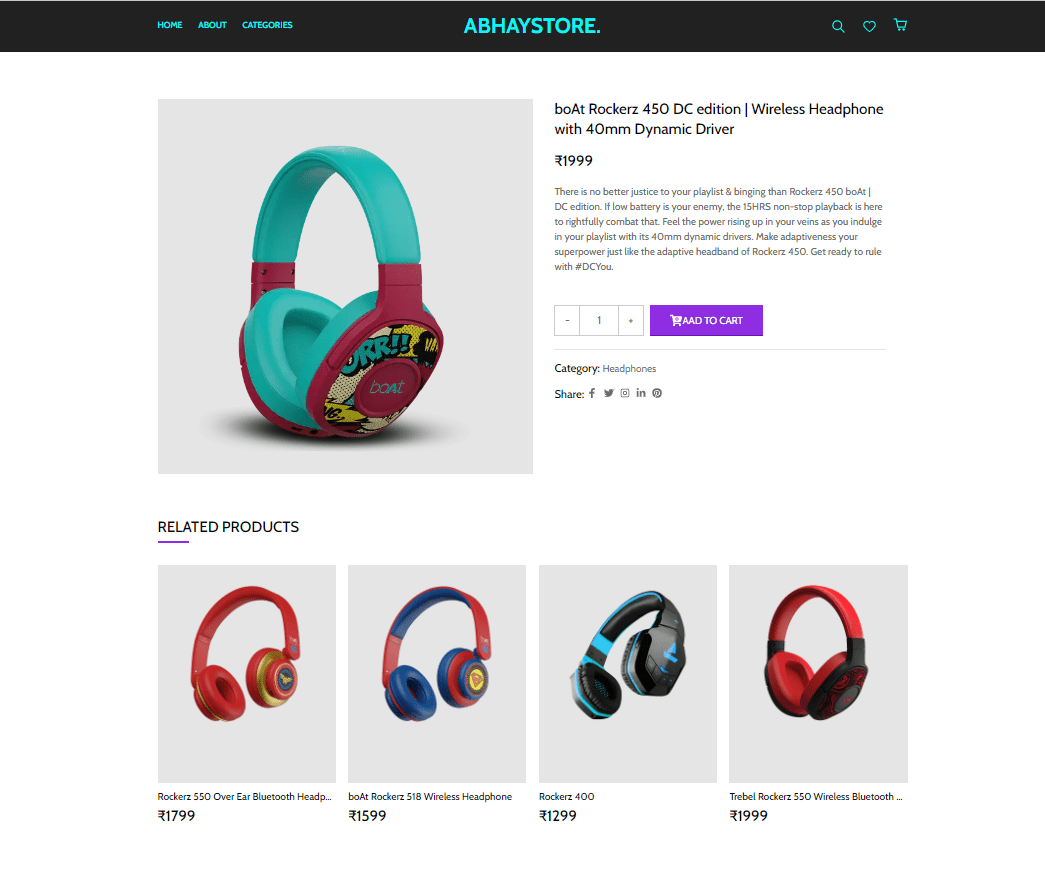 HOME ABOUT CATEGORIES ABHAYSTORE.
boAt Rockerz 450 DC edition | Wireless Headphone
with 40mm Dynamic Driver
₹1999
There is no better justice to your playlist & binging than Rockerz 450 boAt |
DC edition. If low battery is your enemy, the 15HRS non-stop playback is here
to rightfully combat that. Feel the power rising up in your veins as you indulge
in your playlist with its 40mm dynamic drivers. Make adaptiveness your
superpower just like the adaptive headband of Rockerz 450. Get ready to rule
with #DCYou.
- 1 + AAD TO CART
Category: Headphones
Share:
ORR!!
boAt
RELATED PRODUCTS
Rockerz 550 Over Ear Bluetooth Headp... boAt Rockerz 518 Wireless Headphone Rockerz 400 Trebel Rockerz 550 Wireless Bluetooth ...
₹1799 ₹1599 ₹1299 ₹1999